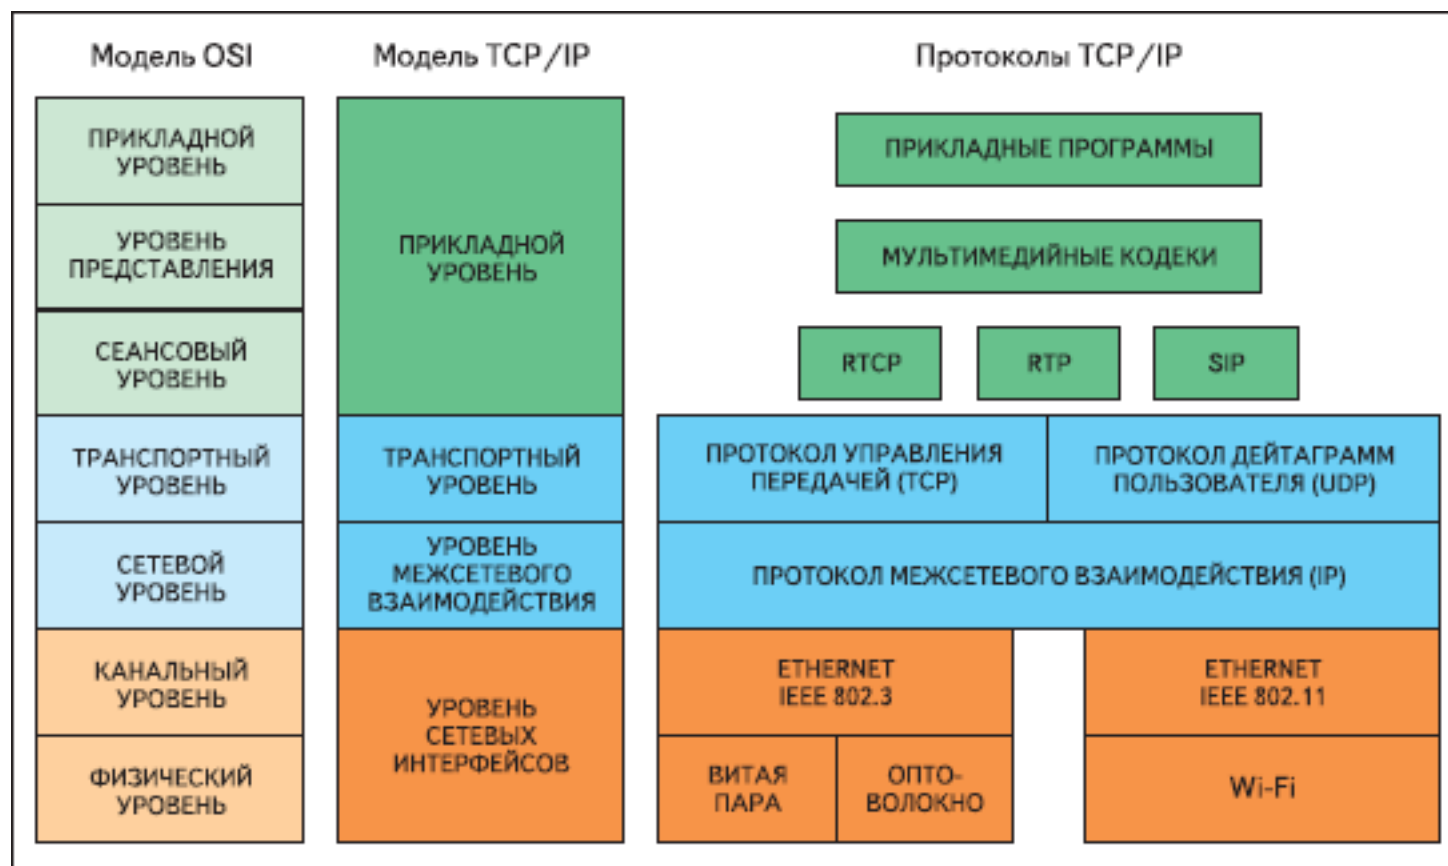 Модель OSI
Модель TCP/IP
Протоколы TCP/IP
ПРИКЛАДНОЙ
УРОВЕНЬ
УРОВЕНЬ
ПРЕДСТАВЛЕНИЯ
СЕАНСОВЫЙ
УРОВЕНЬ
ТРАНСПОРТНЫЙ
УРОВЕНЬ
СЕТЕВОЙ
УРОВЕНЬ
КАНАЛЬНЫЙ
УРОВЕНЬ
ФИЗИЧЕСКИЙ
УРОВЕНЬ
ПРИКЛАДНОЙ
УРОВЕНЬ
ТРАНСПОРТНЫЙ
УРОВЕНЬ
УРОВЕНЬ
МЕЖСЕТЕВОГО
ВЗАИМОДЕЙСТВИЯ
УРОВЕНЬ
СЕТЕВЫХ
ИНТЕРФЕЙСОВ
ПРИКЛАДНЫЕ ПРОГРАММЫ
МУЛЬТИМЕДИЙНЫЕ КОДЕКИ
RTCP
RTP
SIP
ПРОТОКОЛ УПРАВЛЕНИЯ
ПЕРЕДАЧЕЙ (TCP)
ПРОТОКОЛ ДЕЙТАГРАММ
ПОЛЬЗОВАТЕЛЯ (UDP)
ПРОТОКОЛ МЕЖСЕТЕВОГО ВЗАИМОДЕЙСТВИЯ (IP)
ETHERNET
IEEE 802.3
ETHERNET
IEEE 802.11
ВИТАЯ
ПАРА
ОПТО-
ВОЛОКНО
Wi-Fi